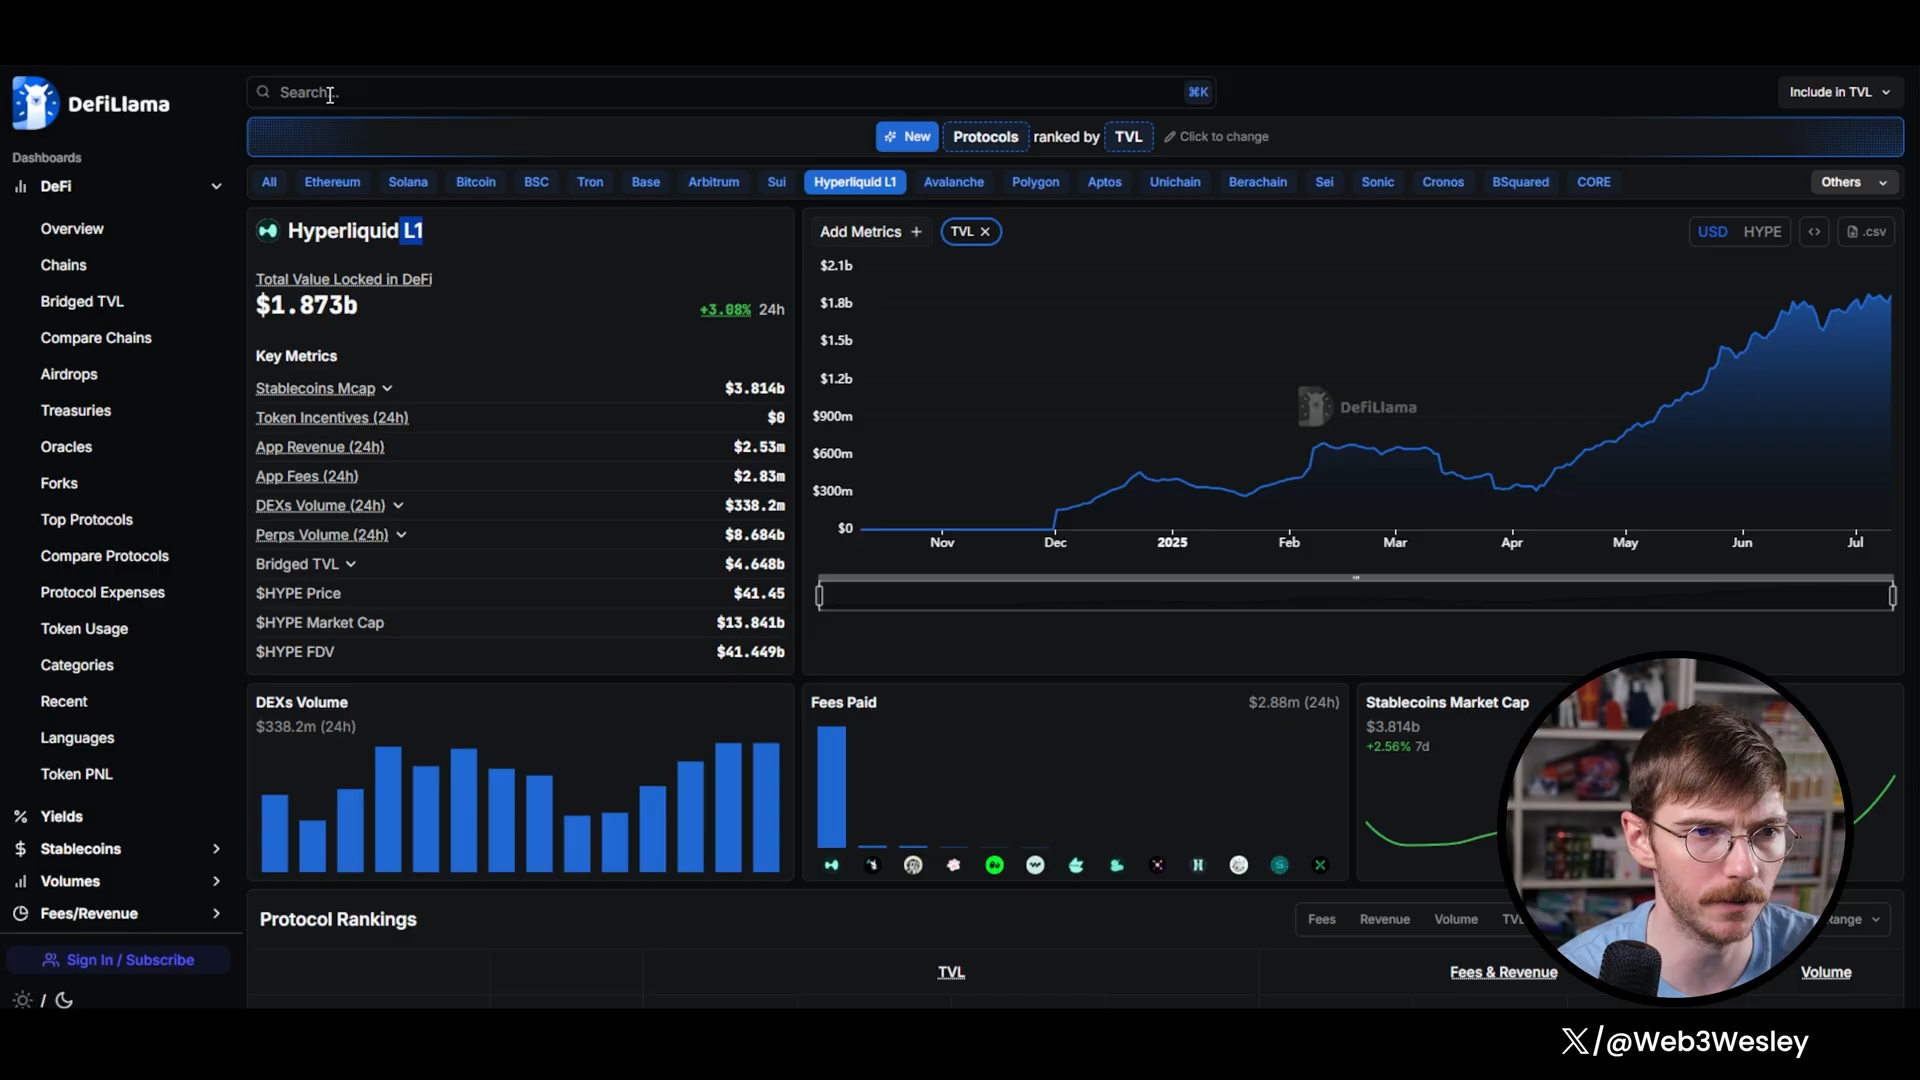 DefiLlama
Search..
⌘K
Include in TVL
New Protocols ranked by TVL Click to change
Dashboards
DeFi
Overview
Chains
Bridged TVL
Compare Chains
Airdrops
Treasuries
Oracles
Forks
Top Protocols
Compare Protocols
Protocol Expenses
Token Usage
Categories
Recent
Languages
Token PNL
Yields
Stablecoins
Volumes
Fees/Revenue
Sign In / Subscribe
/
All Ethereum Solana Bitcoin BSC Tron Base Arbitrum Sui Hyperliquid L1 Avalanche Polygon Aptos Unichain Berachain Sei Sonic Cronos BSquared CORE Others
Hyperliquid L1
Total Value Locked in DeFi
$1.873b
+3.08% 24h
Key Metrics
Stablecoins Mcap $3.814b
Token Incentives (24h) $0
App Revenue (24h) $2.53m
App Fees (24h) $2.83m
DEXs Volume (24h) $338.2m
Perps Volume (24h) $8.684b
Bridged TVL $4.648b
$HYPE Price $41.45
$HYPE Market Cap $13.841b
$HYPE FDV $41.449b
Add Metrics + TVL ×
USD HYPE <> .csv
$2.1b
$1.8b
$1.5b
$1.2b
$900m
$600m
$300m
$0
DefiLlama
Nov Dec 2025 Feb Mar Apr May Jun Jul
DEXs Volume
$338.2m (24h)
Fees Paid
$2.88m (24h)
Stablecoins Market Cap
$3.814b
+2.56% 7d
Protocol Rankings
Fees Revenue Volume
TVL
Fees & Revenue
Volume
X/@Web3Wesley